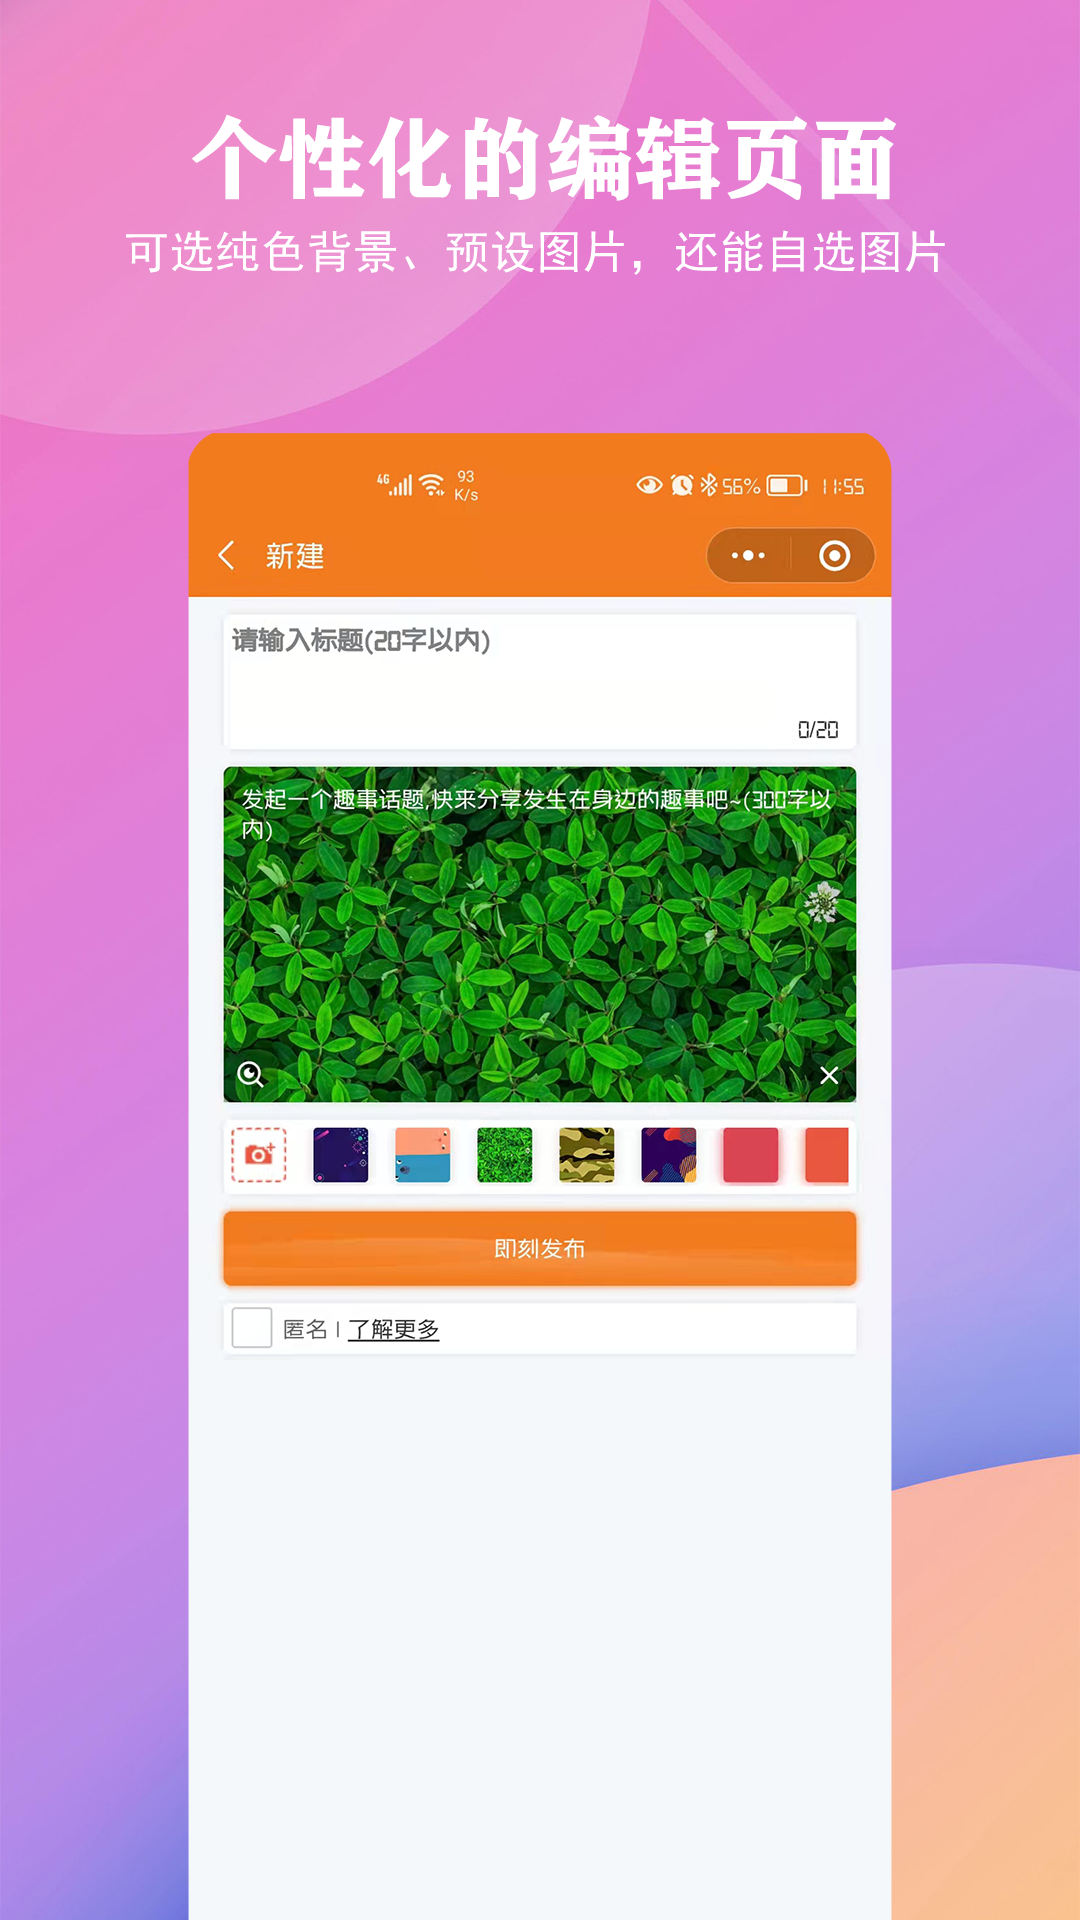 个性化的编辑页面
可选纯色背景、预设图片，还能自选图片
4G 93 K/s 56% 11:55
新建
请输入标题(20字以内)
0/20
发起一个趣事话题,快来分享发生在身边的趣事吧~(300字以
内)
即刻发布
匿名 | 了解更多